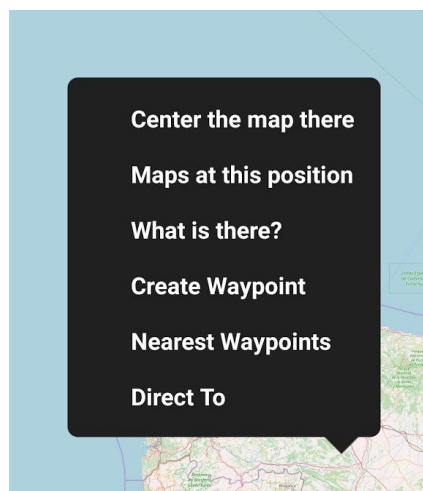 Center the map there
Maps at this position
What is there?
Create Waypoint
Nearest Waypoints
Direct To